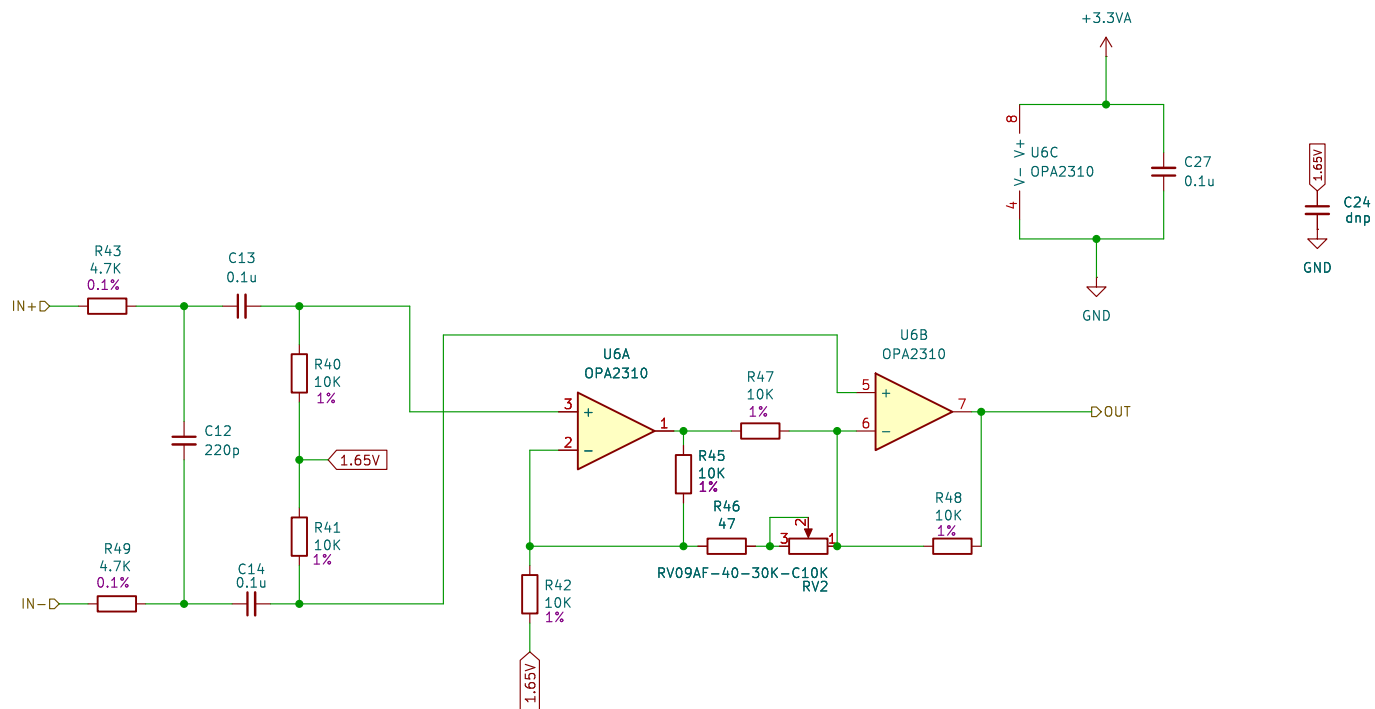 +3.3VA
8
V+
V-
4
U6C
OPA2310
C27
0.1u
1.65V
C24
dnp
GND
GND
R43
4.7K
0.1%
C13
0.1u
IN+
R40
10K
1%
U6A
OPA2310
U6B
OPA2310
R47
10K
1%
5
+
7
OUT
6
−
3
+
1
2
−
C12
220p
1.65V
R45
10K
1%
R46
47
2
3
1
R48
10K
1%
R41
10K
1%
R49
4.7K
0.1%
C14
0.1u
RV09AF-40-30K-C10K
RV2
R42
10K
1%
IN-
1.65V